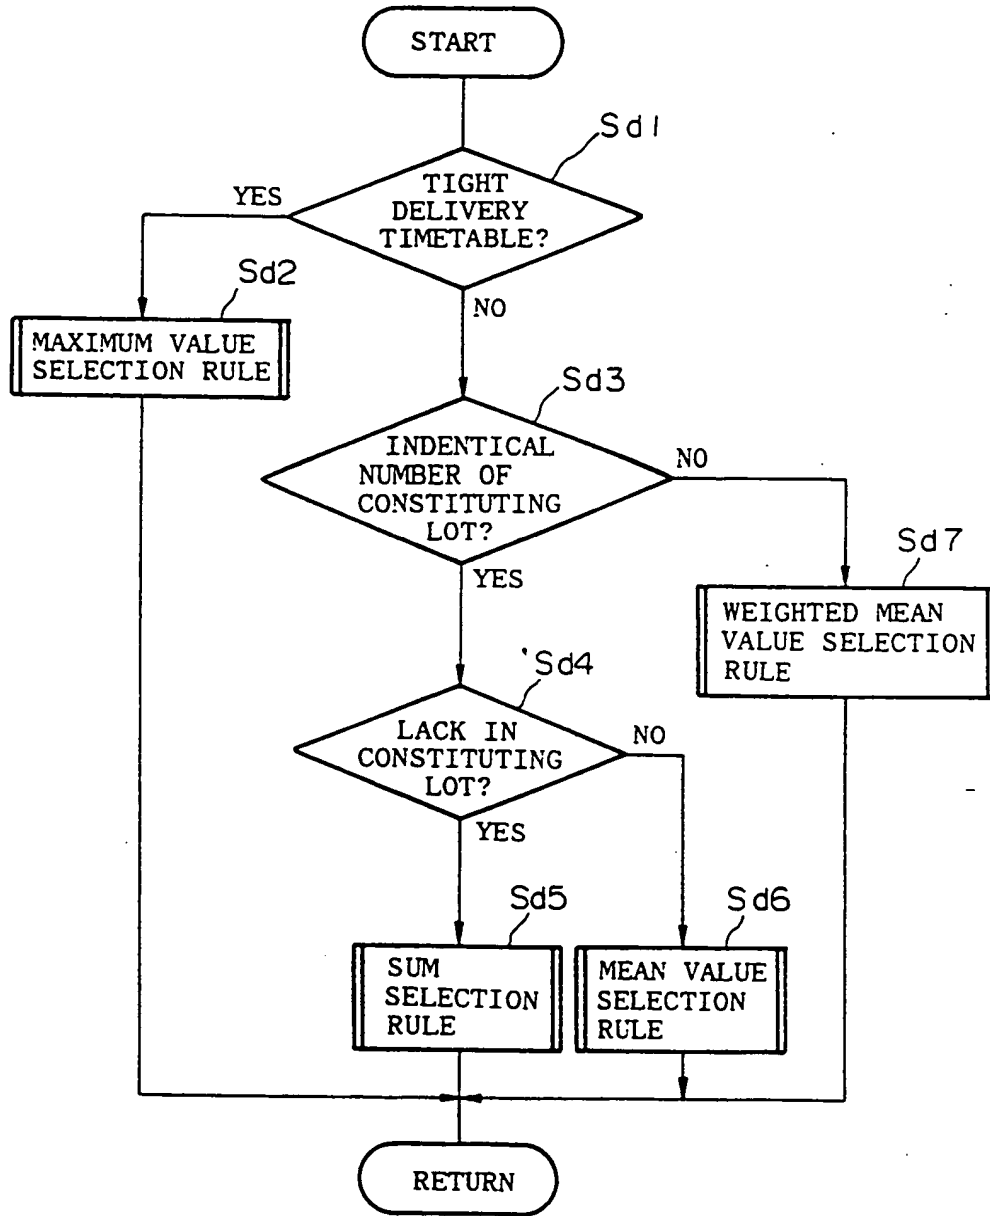 START
Sd1
TIGHT
DELIVERY
TIMETABLE?
YES
NO
Sd2
MAXIMUM VALUE
SELECTION RULE
Sd3
INDENTICAL
NUMBER OF
CONSTITUTING
LOT?
NO
YES
Sd7
WEIGHTED MEAN
VALUE SELECTION
RULE
Sd4
LACK IN
CONSTITUTING
LOT?
NO
YES
Sd5
SUM
SELECTION
RULE
Sd6
MEAN VALUE
SELECTION
RULE
RETURN